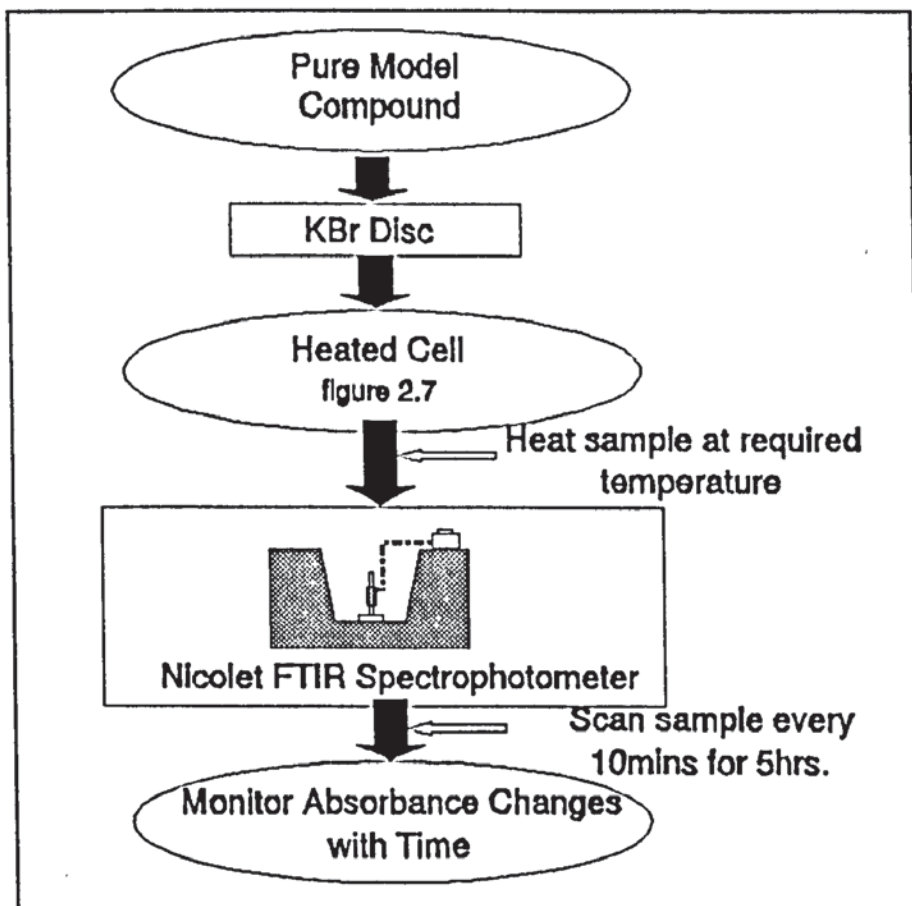 Pure Model
Compound
KBr Disc
Heated Cell
figure 2.7
Heat sample at required
temperature
Nicolet FTIR Spectrophotometer
Scan sample every
10mins for 5hrs.
Monitor Absorbance Changes
with Time